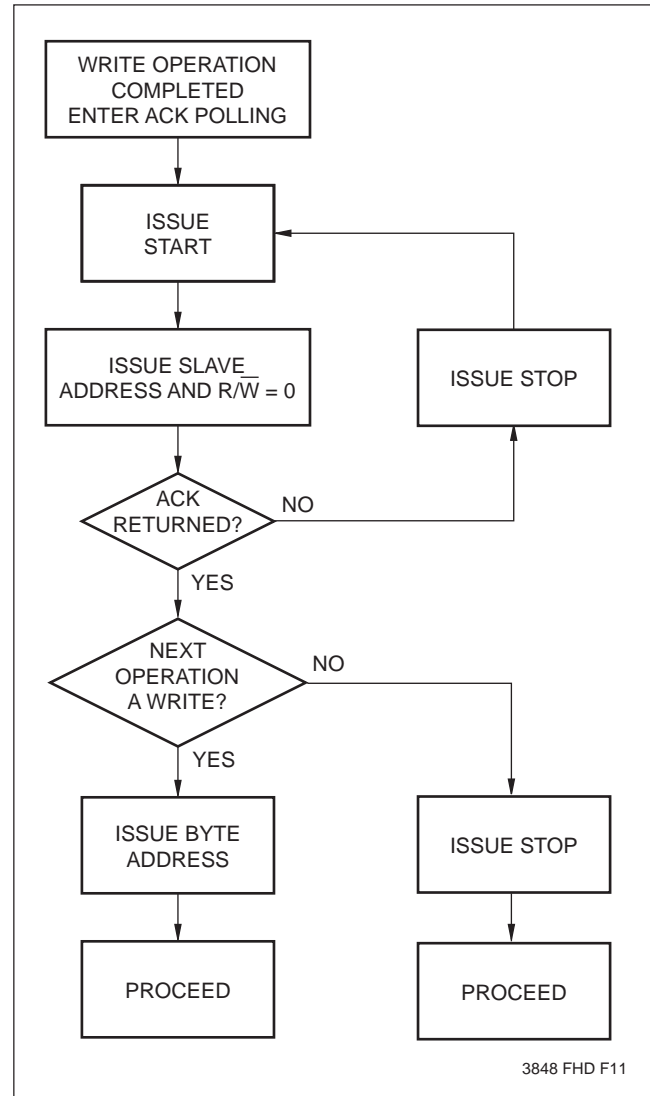 WRITE OPERATION
COMPLETED
ENTER ACK POLLING
ISSUE
START
ISSUE SLAVE
ADDRESS AND R/W̅ = 0
ISSUE STOP
ACK
RETURNED?
NO
YES
NEXT
OPERATION
A WRITE?
NO
YES
ISSUE BYTE
ADDRESS
ISSUE STOP
PROCEED
PROCEED
3848 FHD F11